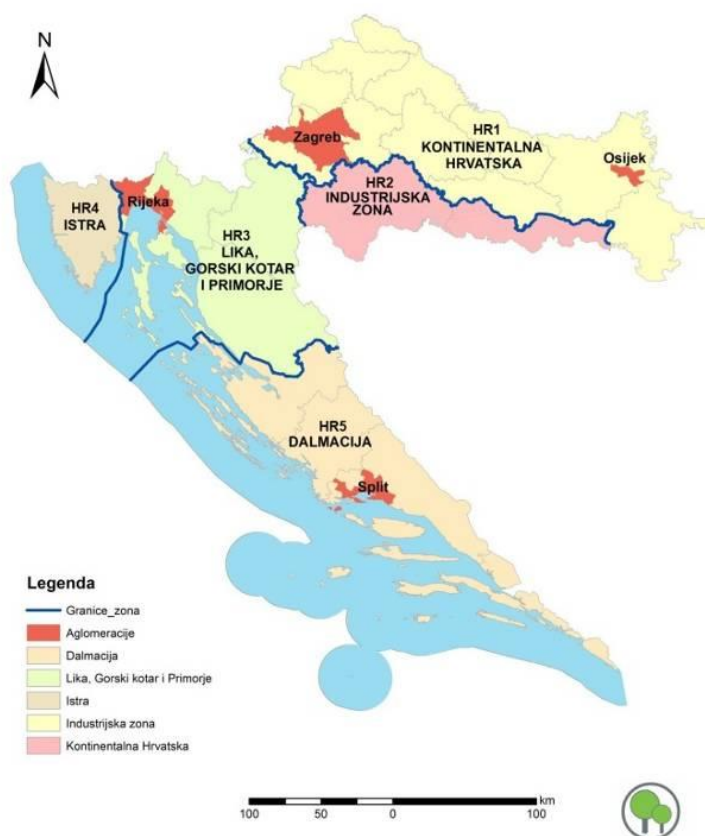 N
Zagreb
HR1
KONTINENTALNA
HRVATSKA
Osijek
HR2
INDUSTRIJSKA
ZONA
HR4
ISTRA
Rijeka
HR3
LIKA,
GORSKI KOTAR
I PRIMORJE
HR5
DALMACIJA
Split
Legenda
Granice_zona
Aglomeracije
Dalmacija
Lika, Gorski kotar i Primorje
Istra
Industrijska zona
Kontinentalna Hrvatska
km
100 50 0 100